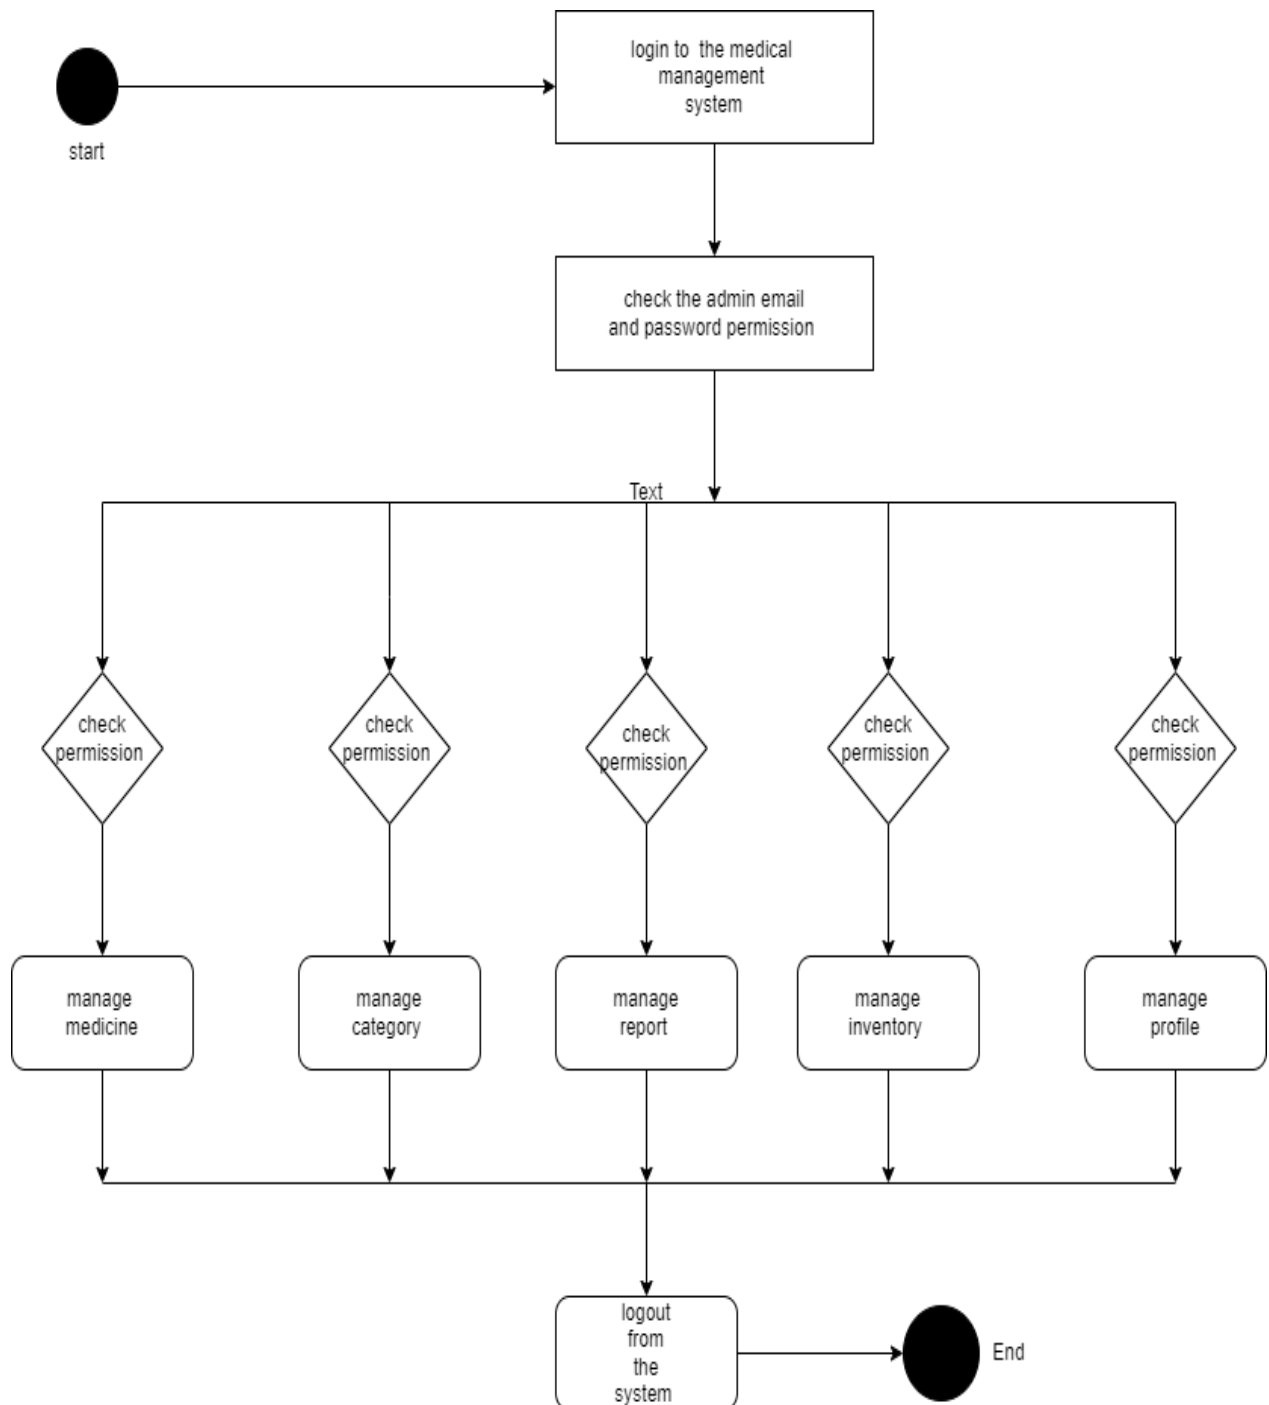 login to  the medical
management
system
start
check the admin email
and password permission
Text
check
permission
check
permission
check
permission
check
permission
check
permission
manage
medicine
manage
category
manage
report
manage
inventory
manage
profile
logout
from
the
system
End